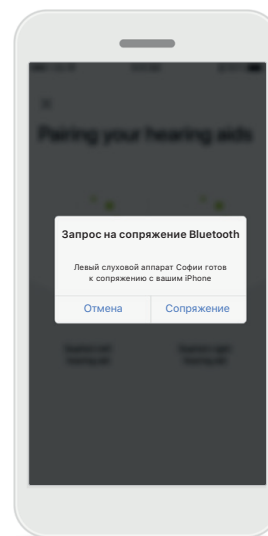 Pairing your hearing aids
Запрос на сопряжение Bluetooth
Левый слуховой аппарат Софии готов
к сопряжению с вашим iPhone
Отмена
Сопряжение